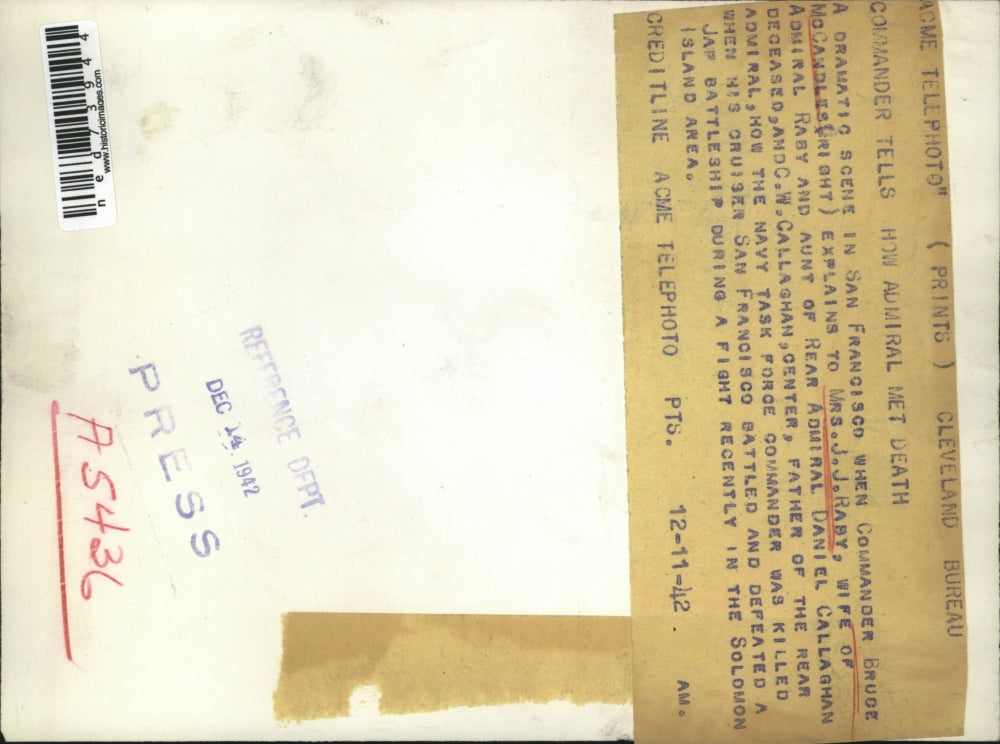 ACME TELEPHOTO" ( PRINTS ) CLEVELAND BUREAU
COMMANDER TELLS HOW ADMIRAL MET DEATH
A DRAMATIC SCENE IN SAN FRANCISCO WHEN COMMANDER BRUCE
MCCANDLES(RIGHT) EXPLAINS TO MRS.J.J.RABY, WIFE OF
ADMIRAL RABY AND AUNT OF REAR ADMIRAL DANIEL CALLAGHAN
DECEASED,ANDC.W.CALLAGHAN,CENTER, FATHER OF THE REAR
ADMIRAL,HOW THE NAVY TASK FORCE COMMANDER WAS KILLED
WHEN HIS CRUISER SAN FRANCISCO BATTLED AND DEFEATED A
JAP BATTLESHIP DURING A FIGHT RECENTLY IN THE SOLOMON
ISLAND AREA.
CREDITLINE ACME TELEPHOTO PTS. 12-11-42 AM.
REFERENCE DEPT.
DEC 14 1942
PRESS
A5436
www.historicimages.com
ned73944